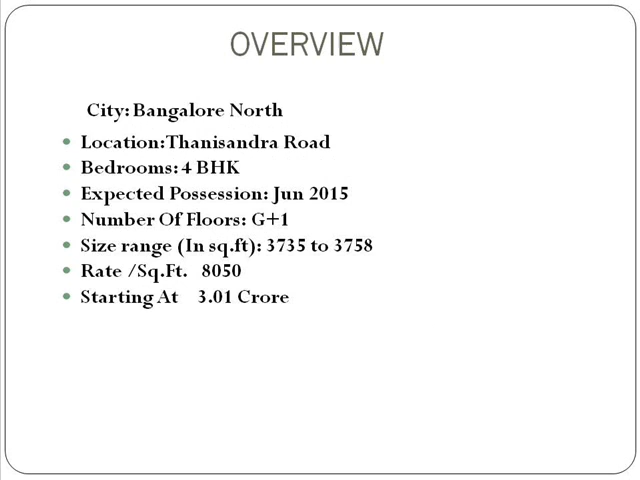 OVERVIEW
City: Bangalore North
Location:Thanisandra Road
Bedrooms: 4 BHK
Expected Possession: Jun 2015
Number Of Floors: G+1
Size range (In sq.ft): 3735 to 3758
Rate /Sq.Ft. 8050
Starting At 3.01 Crore